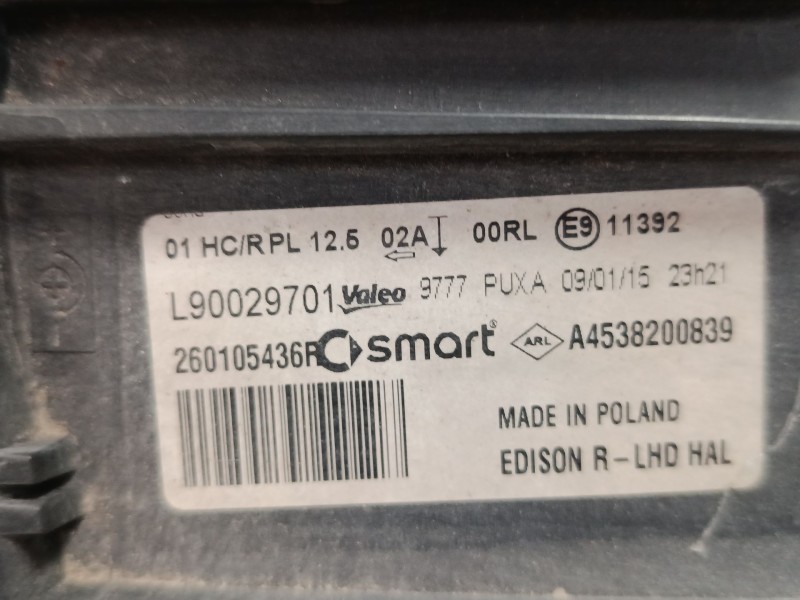 01 HC/R PL 12.5 02A 00RL E9 11392
L90029701 Valeo 9777 PUXA 09/01/15 23h21
260105436R smart ® ARL A4538200839
MADE IN POLAND
EDISON R-LHD HAL